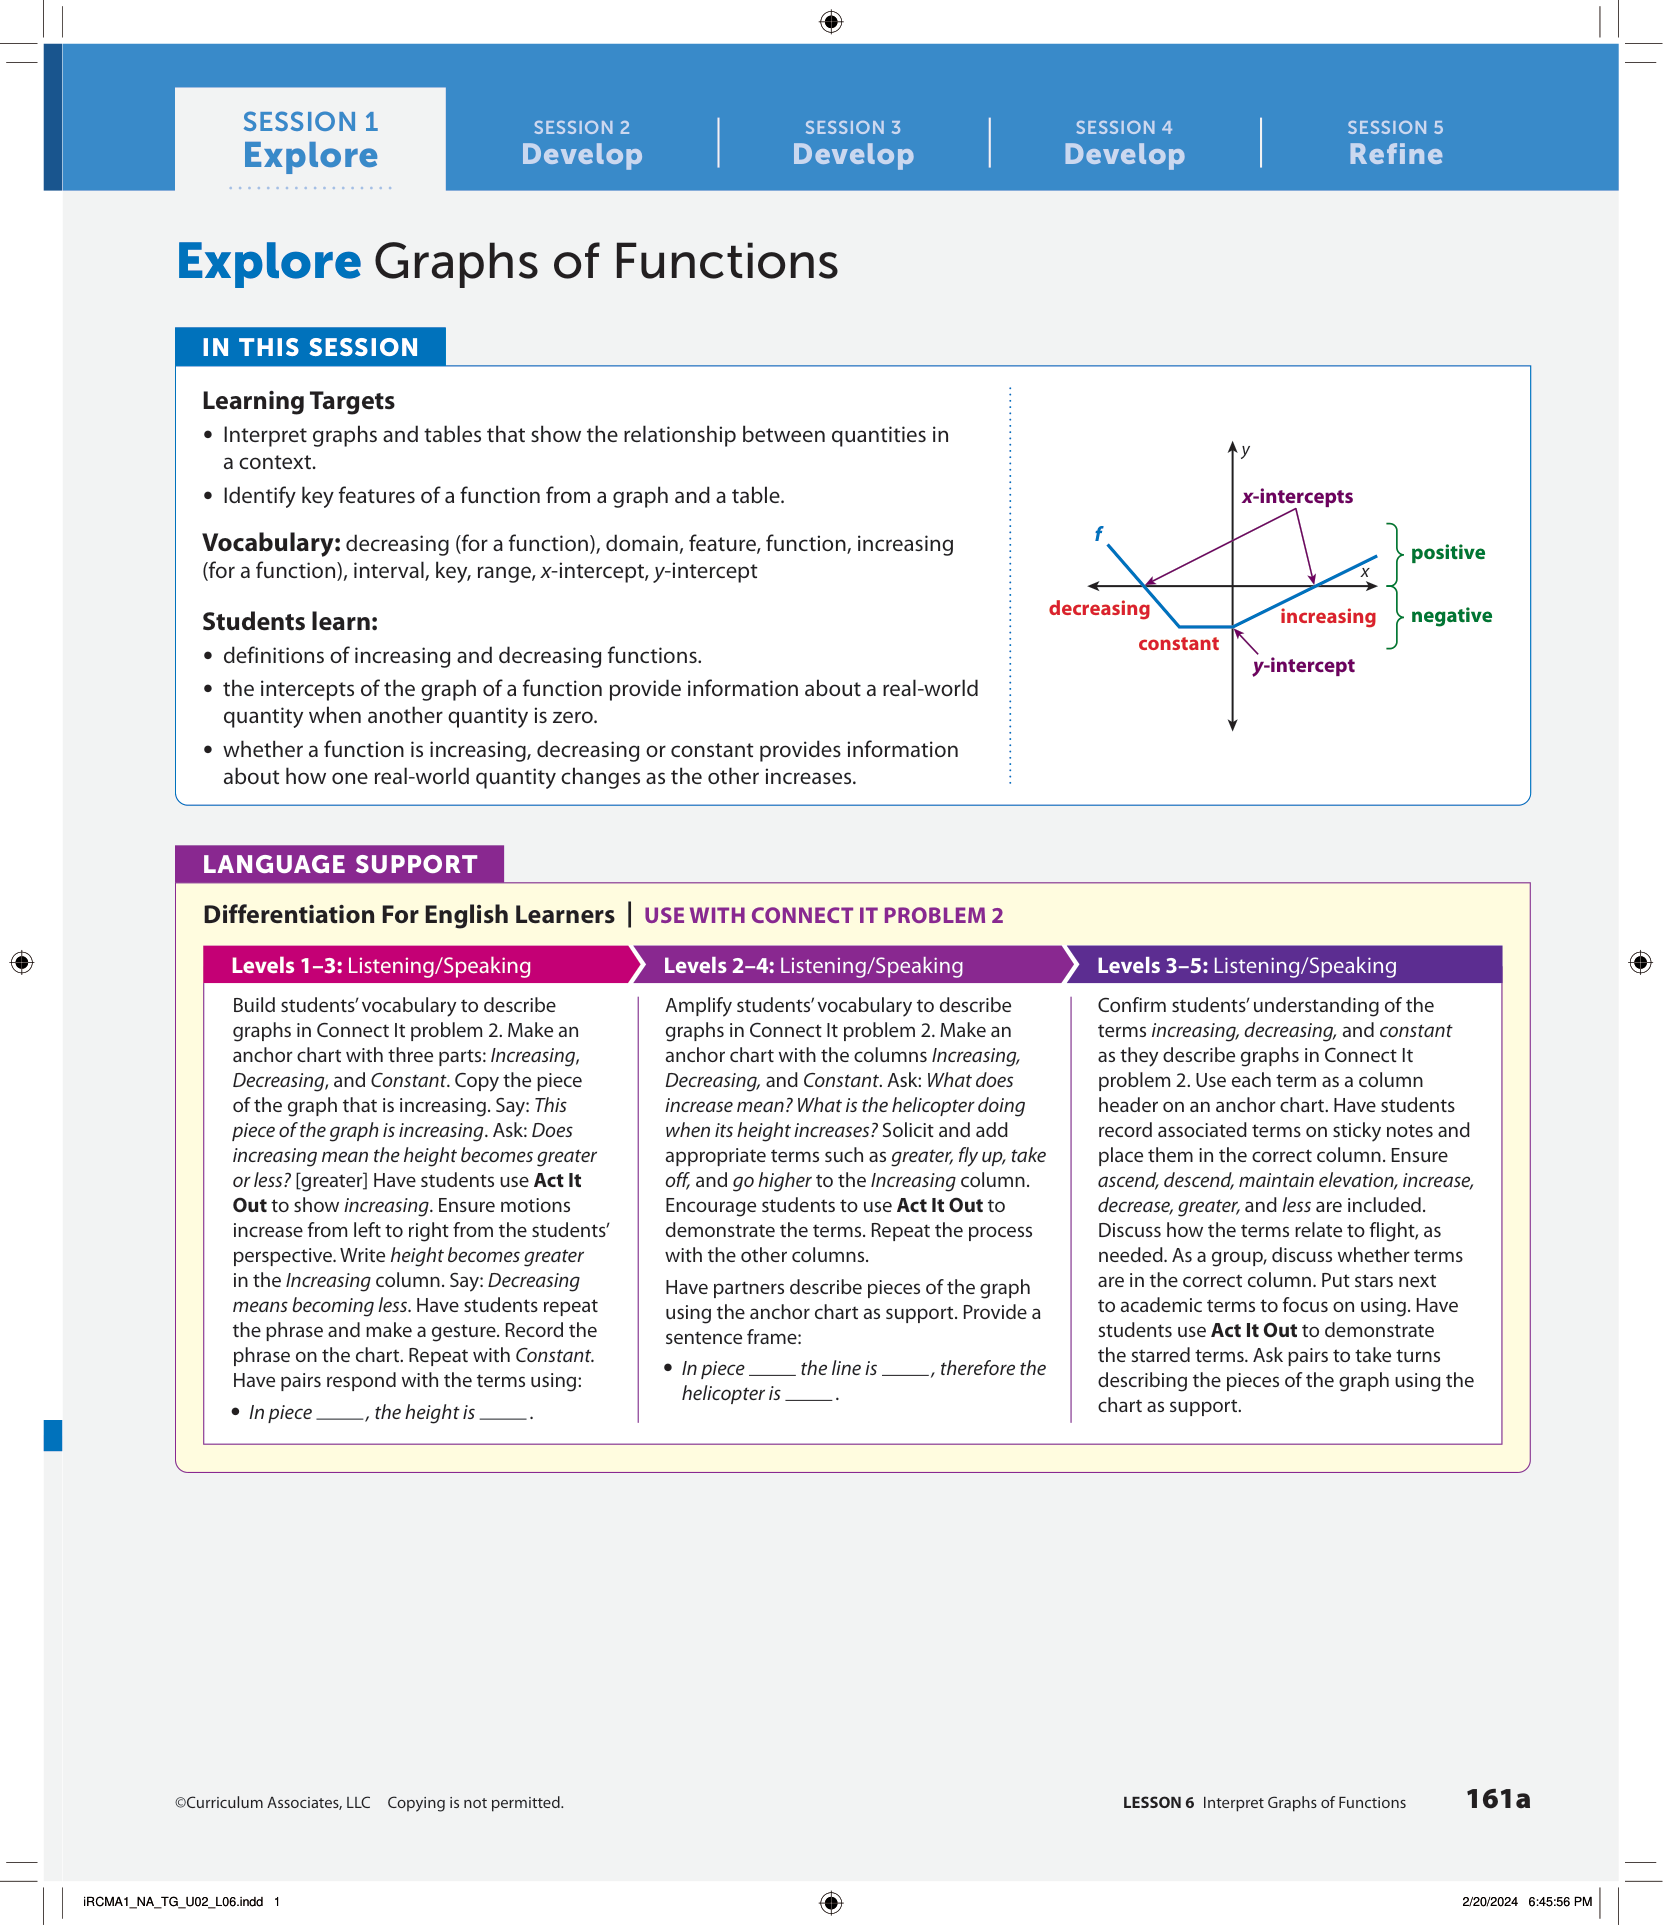 SESSION 1
Explore
SESSION 2
Develop
SESSION 3
Develop
SESSION 4
Develop
SESSION 5
Refine
Explore Graphs of Functions
IN THIS SESSION
Learning Targets
• Interpret graphs and tables that show the relationship between quantities in
a context.
• Identify key features of a function from a graph and a table.
Vocabulary: decreasing (for a function), domain, feature, function, increasing
(for a function), interval, key, range, x-intercept, y-intercept
Students learn:
• definitions of increasing and decreasing functions.
• the intercepts of the graph of a function provide information about a real-world
quantity when another quantity is zero.
• whether a function is increasing, decreasing or constant provides information
about how one real-world quantity changes as the other increases.
y
x-intercepts
f
positive
x
decreasing
increasing
negative
constant
y-intercept
LANGUAGE SUPPORT
Differentiation For English Learners | USE WITH CONNECT IT PROBLEM 2
Levels 1–3: Listening/Speaking
Build students’ vocabulary to describe
graphs in Connect It problem 2. Make an
anchor chart with three parts: Increasing,
Decreasing, and Constant. Copy the piece
of the graph that is increasing. Say: This
piece of the graph is increasing. Ask: Does
increasing mean the height becomes greater
or less? [greater] Have students use Act It
Out to show increasing. Ensure motions
increase from left to right from the students’
perspective. Write height becomes greater
in the Increasing column. Say: Decreasing
means becoming less. Have students repeat
the phrase and make a gesture. Record the
phrase on the chart. Repeat with Constant.
Have pairs respond with the terms using:
• In piece _____, the height is _____.
Levels 2–4: Listening/Speaking
Amplify students’ vocabulary to describe
graphs in Connect It problem 2. Make an
anchor chart with the columns Increasing,
Decreasing, and Constant. Ask: What does
increase mean? What is the helicopter doing
when its height increases? Solicit and add
appropriate terms such as greater, fly up, take
off, and go higher to the Increasing column.
Encourage students to use Act It Out to
demonstrate the terms. Repeat the process
with the other columns.
Have partners describe pieces of the graph
using the anchor chart as support. Provide a
sentence frame:
• In piece _____ the line is _____, therefore the
helicopter is _____.
Levels 3–5: Listening/Speaking
Confirm students’ understanding of the
terms increasing, decreasing, and constant
as they describe graphs in Connect It
problem 2. Use each term as a column
header on an anchor chart. Have students
record associated terms on sticky notes and
place them in the correct column. Ensure
ascend, descend, maintain elevation, increase,
decrease, greater, and less are included.
Discuss how the terms relate to flight, as
needed. As a group, discuss whether terms
are in the correct column. Put stars next
to academic terms to focus on using. Have
students use Act It Out to demonstrate
the starred terms. Ask pairs to take turns
describing the pieces of the graph using the
chart as support.
©Curriculum Associates, LLC Copying is not permitted.
LESSON 6 Interpret Graphs of Functions 161a
iRCMA1_NA_TG_U02_L06.indd 1
2/20/2024 6:45:56 PM